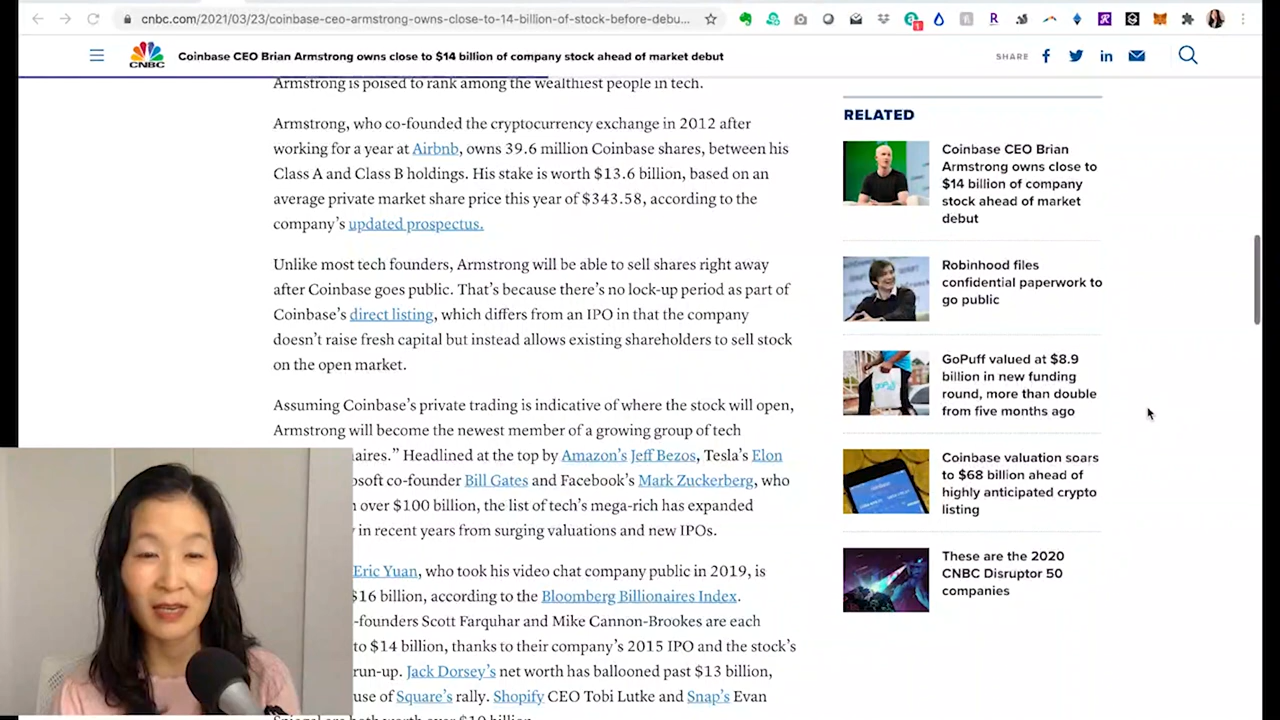 cnbc.com/2021/03/23/coinbase-ceo-armstrong-owns-close-to-14-billion-of-stock-before-debu...
1
CNBC
Coinbase CEO Brian Armstrong owns close to $14 billion of company stock ahead of market debut
SHARE
Armstrong is poised to rank among the wealthiest people in tech.
Armstrong, who co-founded the cryptocurrency exchange in 2012 after
working for a year at Airbnb, owns 39.6 million Coinbase shares, between his
Class A and Class B holdings. His stake is worth $13.6 billion, based on an
average private market share price this year of $343.58, according to the
company’s updated prospectus.
Unlike most tech founders, Armstrong will be able to sell shares right away
after Coinbase goes public. That’s because there’s no lock-up period as part of
Coinbase’s direct listing, which differs from an IPO in that the company
doesn’t raise fresh capital but instead allows existing shareholders to sell stock
on the open market.
Assuming Coinbase’s private trading is indicative of where the stock will open,
Armstrong will become the newest member of a growing group of tech
aires.” Headlined at the top by Amazon’s Jeff Bezos, Tesla’s Elon
osoft co-founder Bill Gates and Facebook’s Mark Zuckerberg, who
over $100 billion, the list of tech’s mega-rich has expanded
in recent years from surging valuations and new IPOs.
Eric Yuan, who took his video chat company public in 2019, is
$16 billion, according to the Bloomberg Billionaires Index.
-founders Scott Farquhar and Mike Cannon-Brookes are each
to $14 billion, thanks to their company’s 2015 IPO and the stock’s
run-up. Jack Dorsey’s net worth has ballooned past $13 billion,
use of Square’s rally. Shopify CEO Tobi Lutke and Snap’s Evan
Spiegel are both worth over $10 billion.
RELATED
Coinbase CEO Brian
Armstrong owns close to
$14 billion of company
stock ahead of market
debut
Robinhood files
confidential paperwork to
go public
GoPuff valued at $8.9
billion in new funding
round, more than double
from five months ago
Coinbase valuation soars
to $68 billion ahead of
highly anticipated crypto
listing
These are the 2020
CNBC Disruptor 50
companies